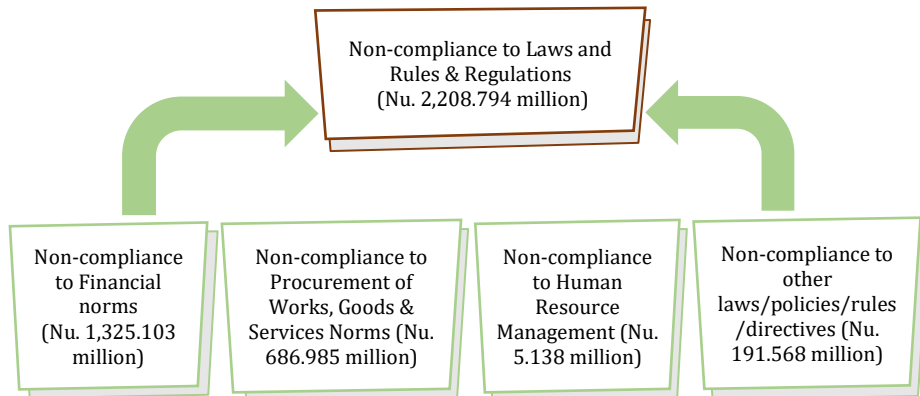 Non-compliance to Laws and
Rules & Regulations
(Nu. 2,208.794 million)
Non-compliance
to Financial
norms
(Nu. 1,325.103
million)
Non-compliance to
Procurement of
Works, Goods &
Services Norms (Nu.
686.985 million)
Non-compliance
to Human
Resource
Management (Nu.
5.138 million)
Non-compliance to
other
laws/policies/rules
/directives (Nu.
191.568 million)